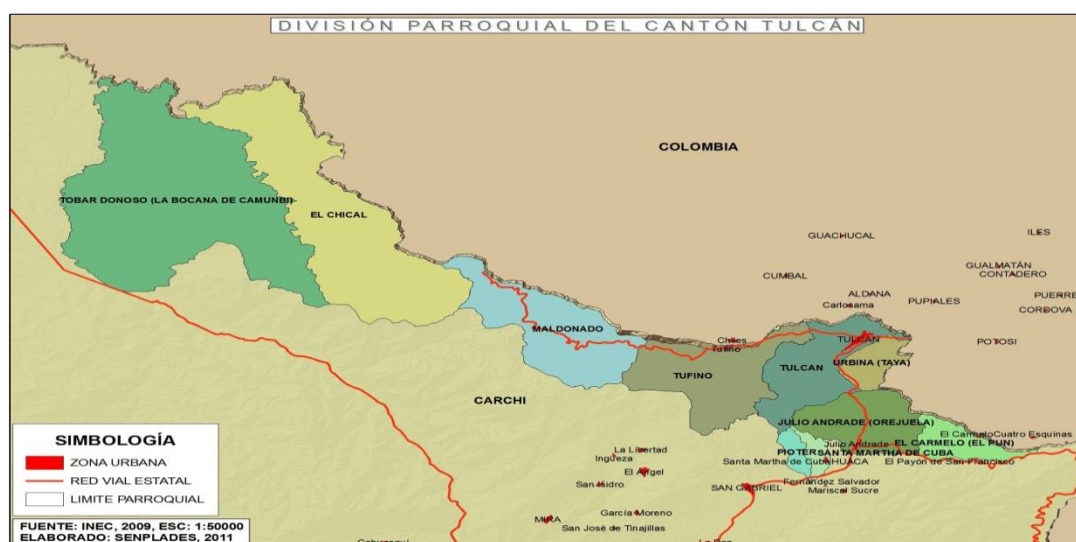 DIVISIÓN PARROQUIAL DEL CANTÓN TULCÁN
COLOMBIA
TOBAR DONOSO (LA BOCANA DE CAMUNBI)
EL CHICAL
GUACHUCAL
ILES
GUALMATÁN
CONTADERO
CUMBAL
ALDANA
Carlosama
PUPIALES
PUERRE
CORDOVA
MALDONADO
Chiles
Tufiño
TULCAN
POTOSI
URBINA (TAYA)
TUFINO
TULCAN
CARCHI
JULIO ANDRADE (OREJUELA)
El Carmelo
Cuatro Esquinas
EL CARMELO (EL PUN)
Julio Andrade
PIOTER
SANTA MARTHA DE CUBA
Santa Martha de Cuba
HUACA
El Payón de San Francisco
La Libertad
Ingueza
El Angel
San Isidro
Fernández Salvador
Mariscal Sucre
SAN GABRIEL
García Moreno
MIRA
San José de Tinajillas
SIMBOLOGÍA
ZONA URBANA
RED VIAL ESTATAL
LIMITE PARROQUIAL
FUENTE: INEC, 2009, ESC: 1:50000
ELABORADO: SENPLADES, 2011